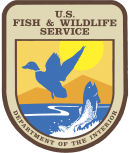 U.S.
FISH & WILDLIFE
SERVICE
DEPARTMENT OF THE INTERIOR